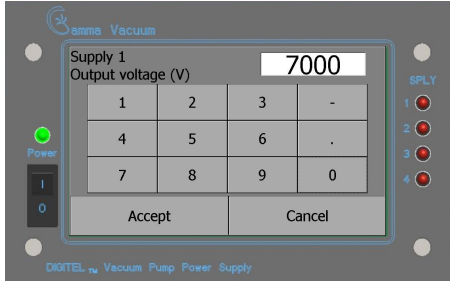 Gamma Vacuum
Supply 1
Output voltage (V)
7000
1 2 3 -
4 5 6 .
7 8 9 0
Accept Cancel
Power
I
O
SPLY
1
2
3
4
DIGITEL TM Vacuum Pump Power Supply